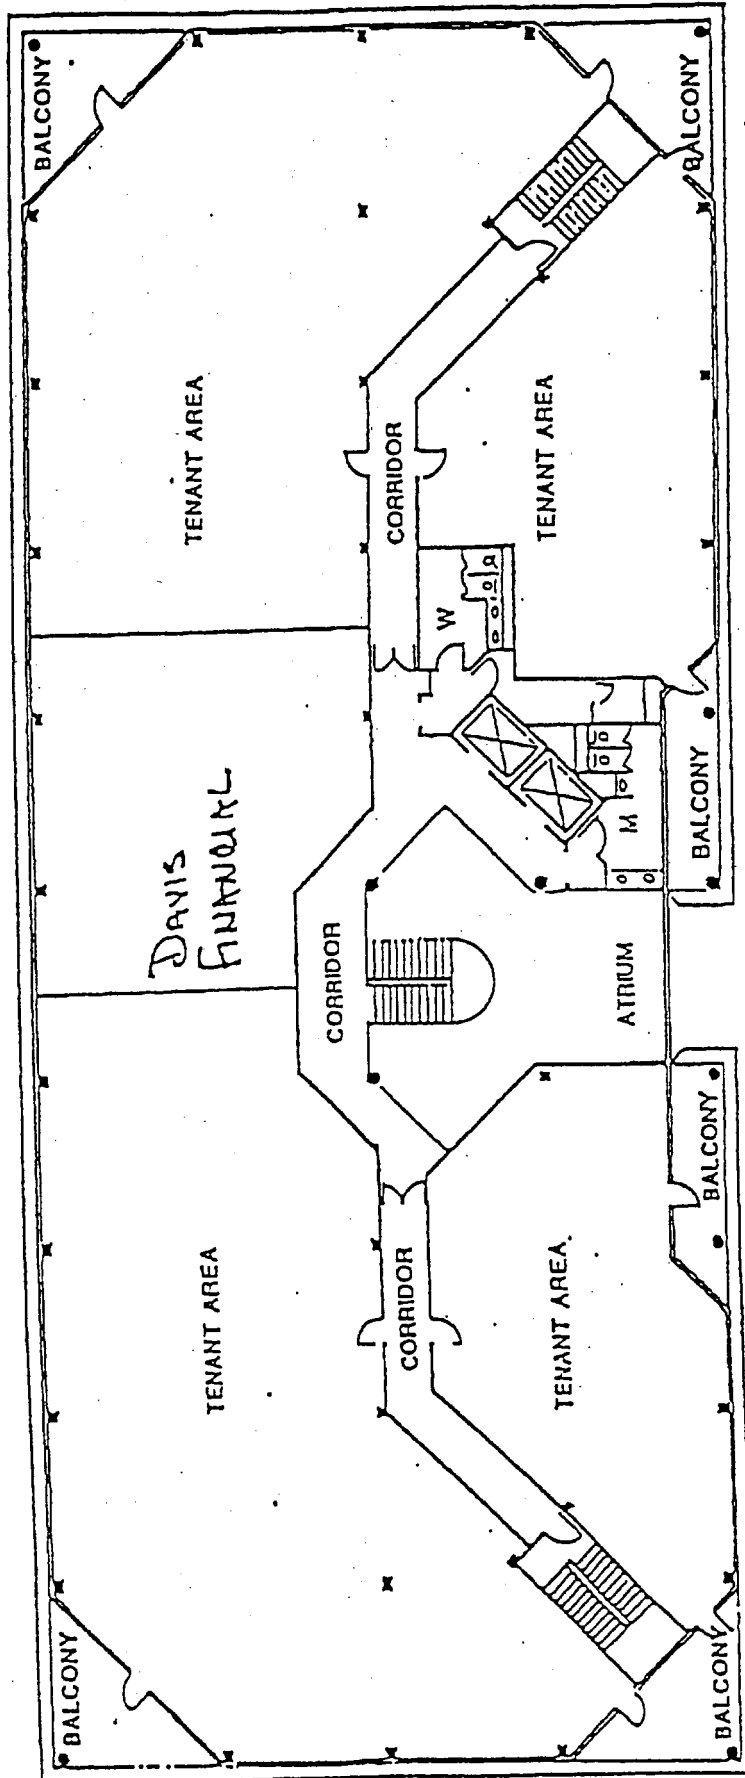 BALCONY
BALCONY
DAVIS
FINANCIAL
TENANT AREA
TENANT AREA
CORRIDOR
CORRIDOR
CORRIDOR
W
TENANT AREA
TENANT AREA
ATRIUM
M
BALCONY
BALCONY
BALCONY
BALCONY